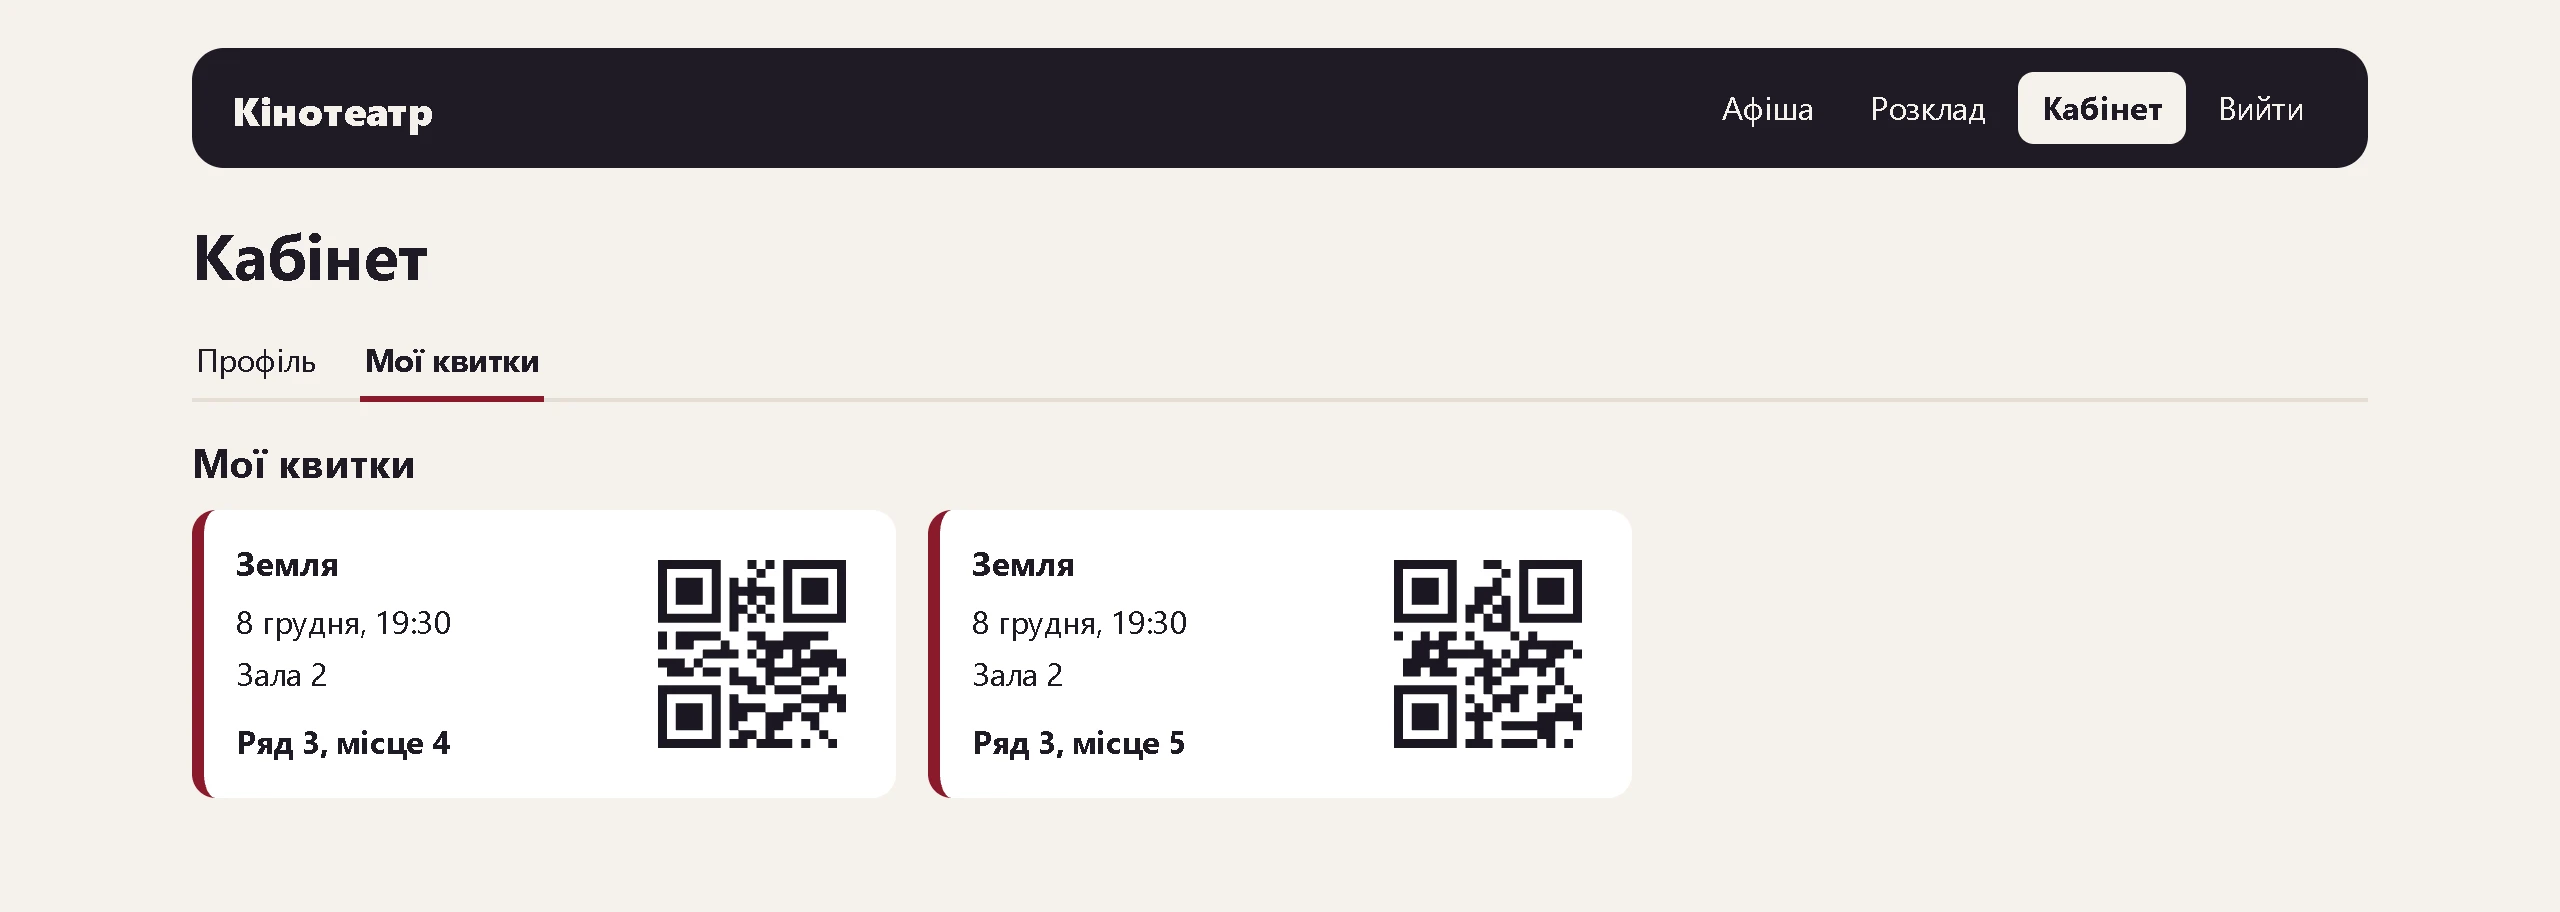 Кінотеатр
Афіша Розклад Кабінет Вийти
Кабінет
Профіль Мої квитки
Мої квитки
Земля
8 грудня, 19:30
Зала 2
Ряд 3, місце 4
Земля
8 грудня, 19:30
Зала 2
Ряд 3, місце 5